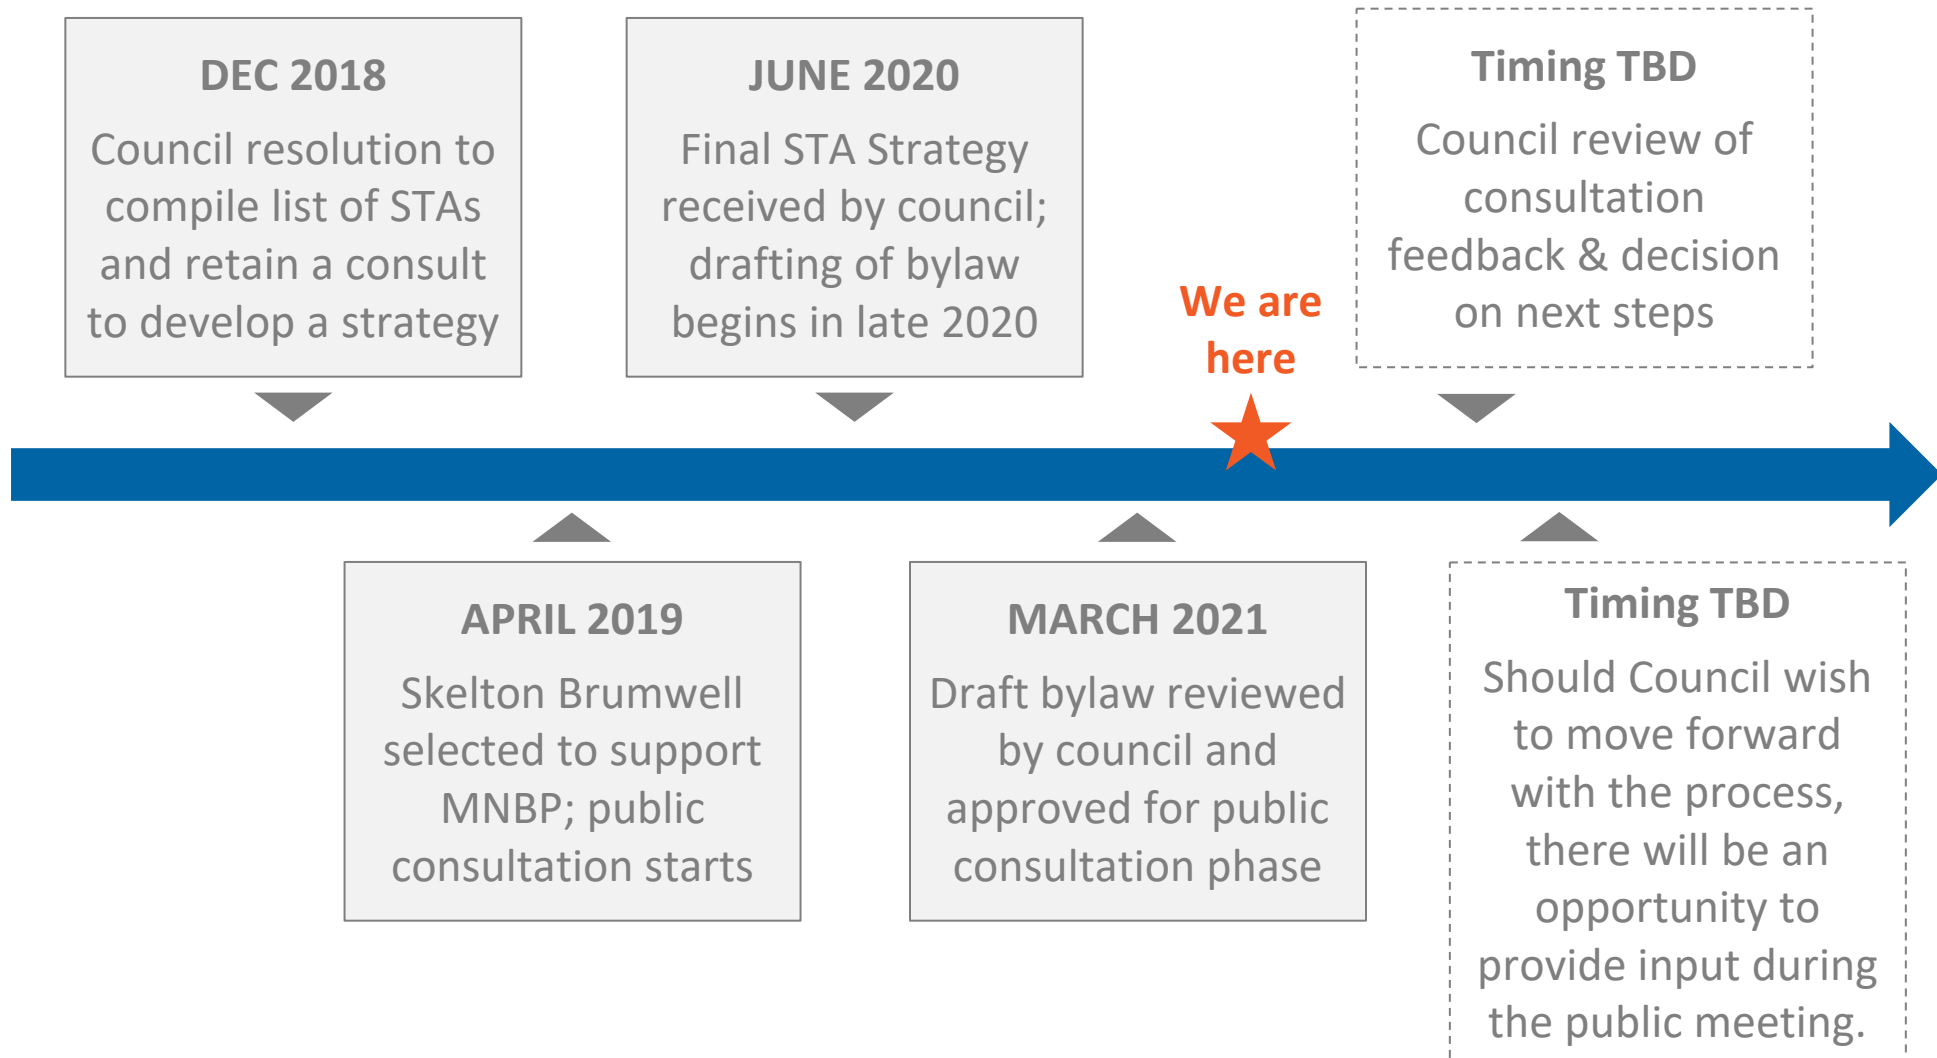 DEC 2018
Council resolution to
compile list of STAs
and retain a consult
to develop a strategy
JUNE 2020
Final STA Strategy
received by council;
drafting of bylaw
begins in late 2020
We are
here
Timing TBD
Council review of
consultation
feedback & decision
on next steps
APRIL 2019
Skelton Brumwell
selected to support
MNBP; public
consultation starts
MARCH 2021
Draft bylaw reviewed
by council and
approved for public
consultation phase
Timing TBD
Should Council wish
to move forward
with the process,
there will be an
opportunity to
provide input during
the public meeting.